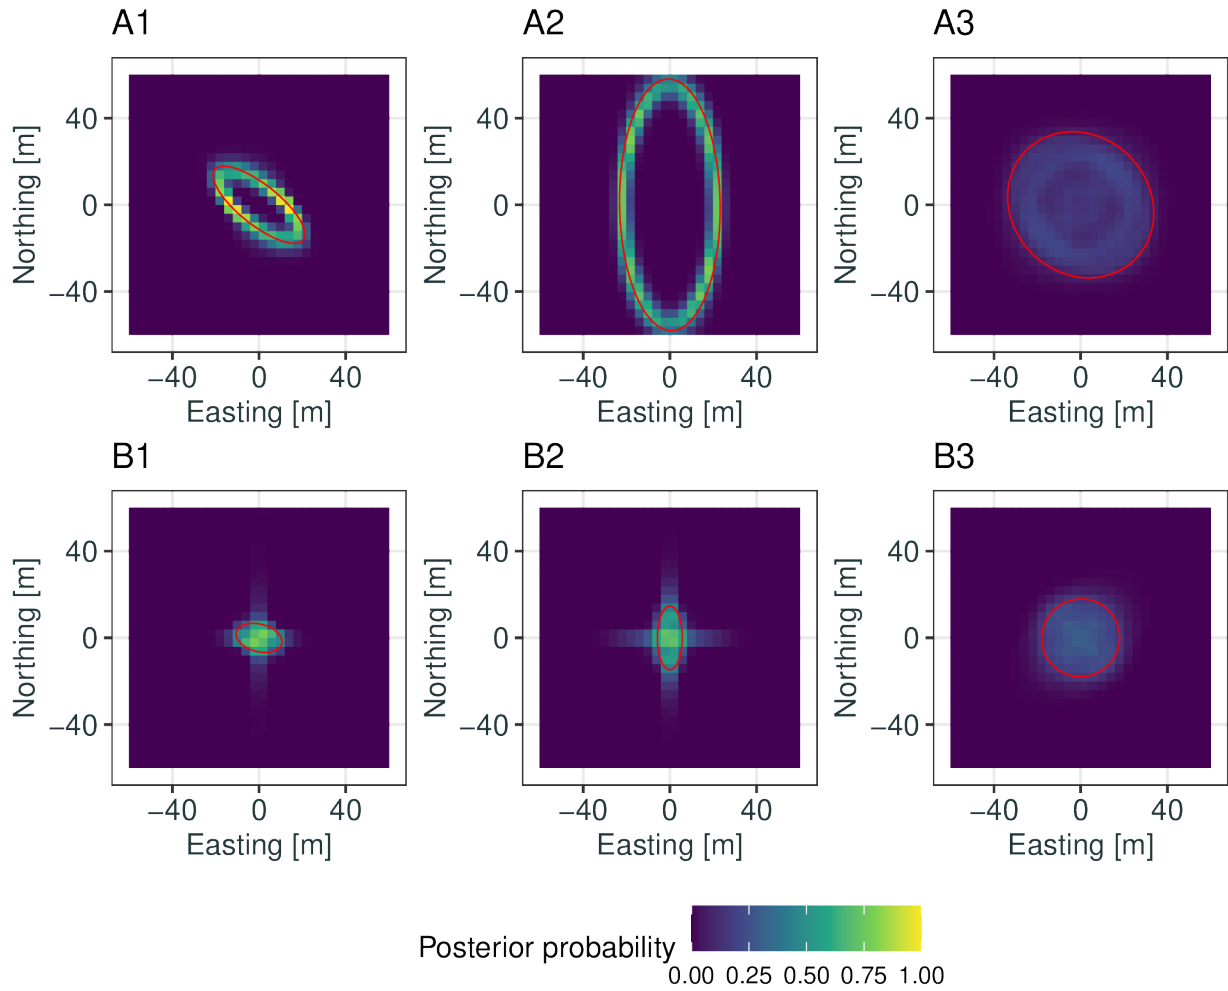 A1 A2 A3
Northing [m] 40 0 −40 Northing [m] 40 0 −40 Northing [m] 40 0 −40
−40 0 40 −40 0 40 −40 0 40
Easting [m] Easting [m] Easting [m]
B1 B2 B3
Northing [m] 40 0 −40 Northing [m] 40 0 −40 Northing [m] 40 0 −40
−40 0 40 −40 0 40 −40 0 40
Easting [m] Easting [m] Easting [m]
Posterior probability
0.00 0.25 0.50 0.75 1.00